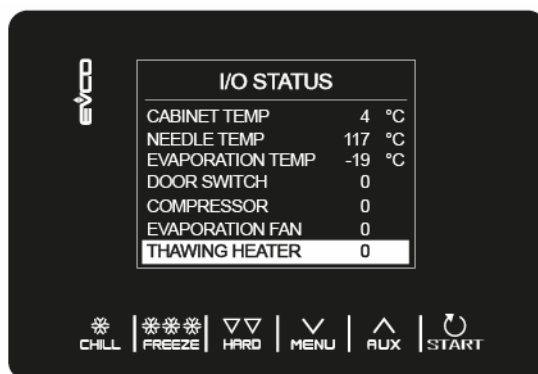 evco
I/O STATUS
CABINET TEMP 4 °C
NEEDLE TEMP 117 °C
EVAPORATION TEMP -19 °C
DOOR SWITCH 0
COMPRESSOR 0
EVAPORATION FAN 0
THAWING HEATER 0
CHILL FREEZE HARD MENU AUX START